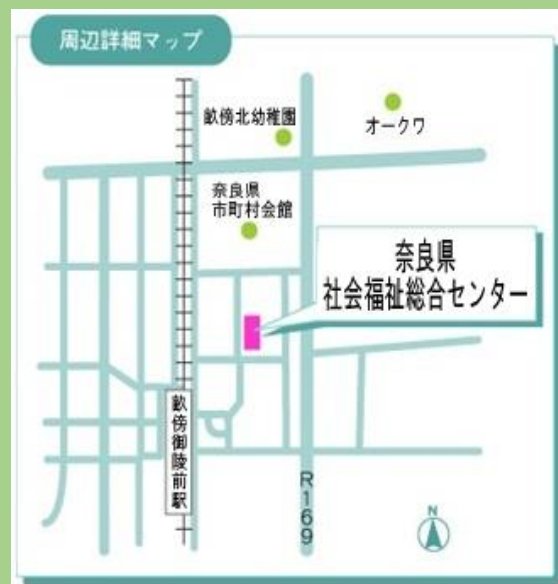 周辺詳細マップ
畝傍北幼稚園
オークワ
奈良県
市町村会館
奈良県
社会福祉総合センター
畝傍御陵前駅
R169
N